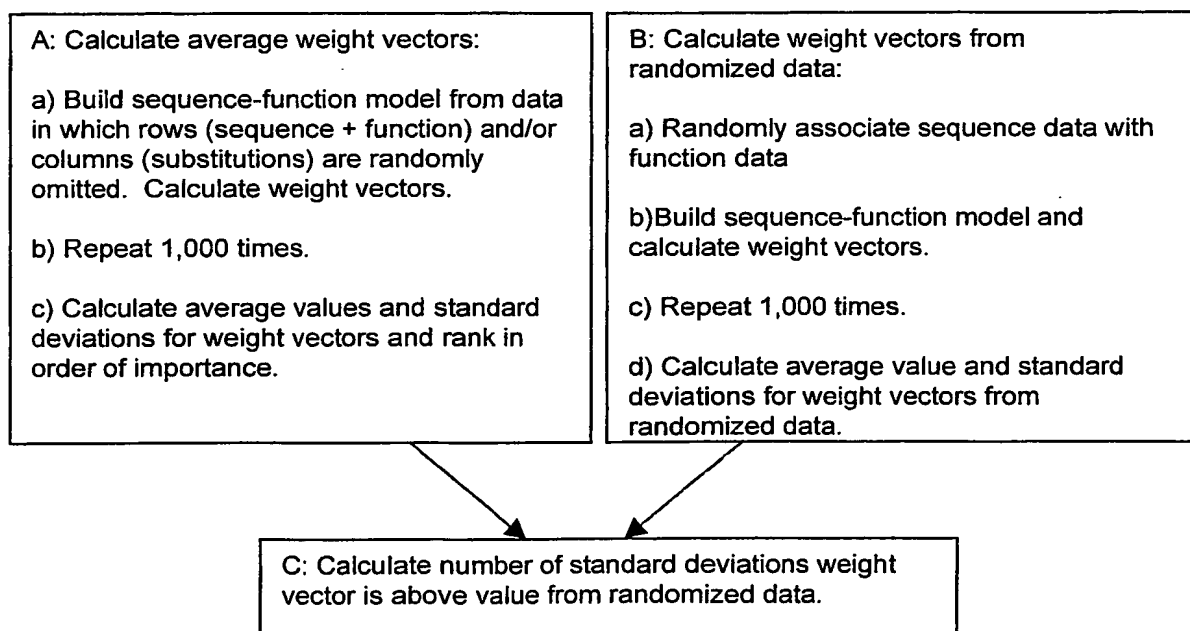 A: Calculate average weight vectors:
a) Build sequence-function model from data
in which rows (sequence + function) and/or
columns (substitutions) are randomly
omitted. Calculate weight vectors.
b) Repeat 1,000 times.
c) Calculate average values and standard
deviations for weight vectors and rank in
order of importance.
B: Calculate weight vectors from
randomized data:
a) Randomly associate sequence data with
function data
b)Build sequence-function model and
calculate weight vectors.
c) Repeat 1,000 times.
d) Calculate average value and standard
deviations for weight vectors from
randomized data.
C: Calculate number of standard deviations weight
vector is above value from randomized data.